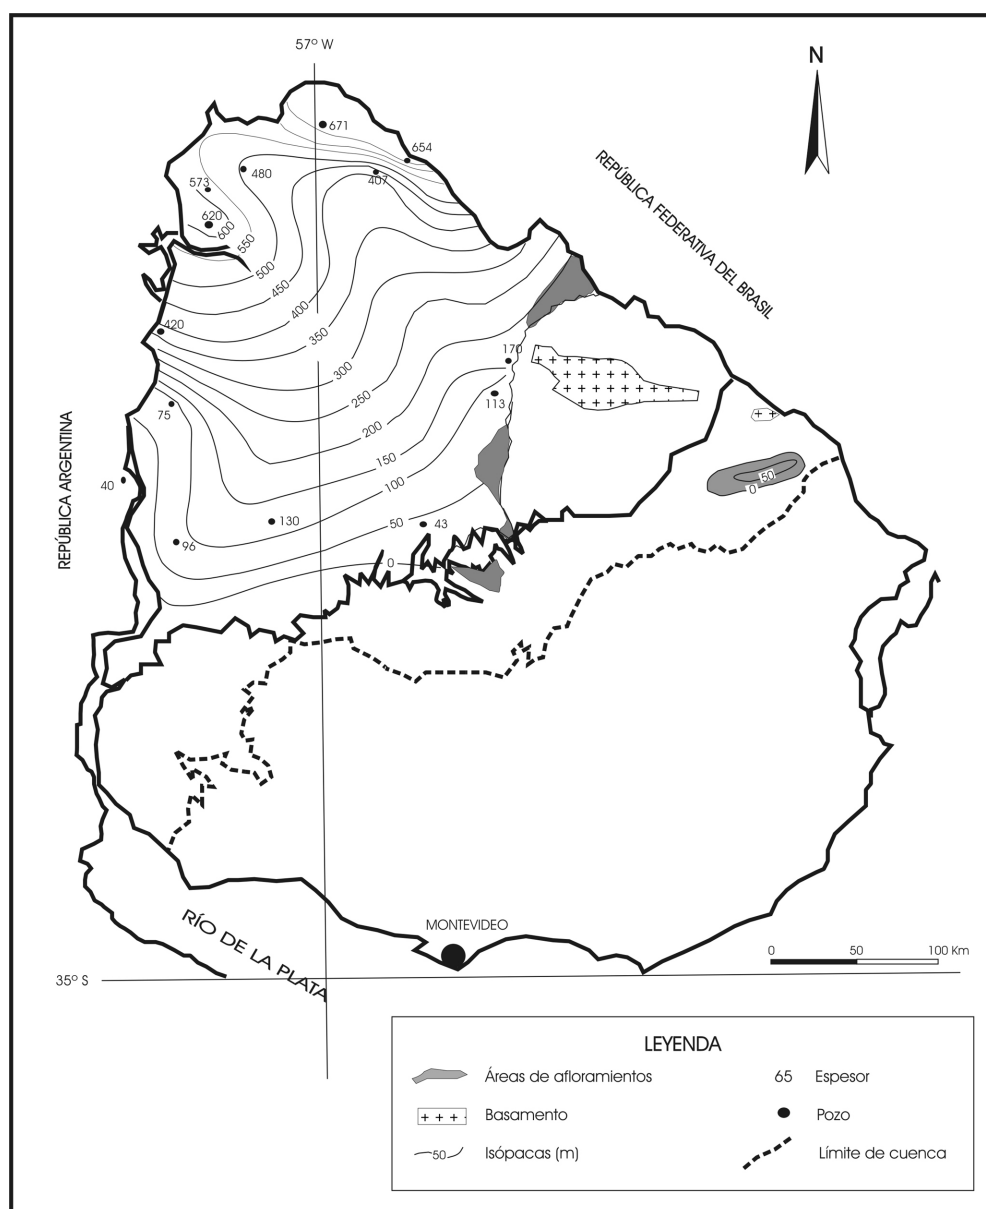 57º W
N
671
654
REPÚBLICA FEDERATIVA DEL BRASIL
480
407
573
620
600
550
500
450
400
420
350
170
300
250
75
113
200
REPÚBLICA ARGENTINA
150
50
0
40
100
130
50
43
96
0
MONTEVIDEO
RÍO DE LA PLATA
0 50 100 Km
35º S
LEYENDA
Áreas de afloramientos
65 Espesor
Basamento
Pozo
50 Isópacas (m)
Límite de cuenca